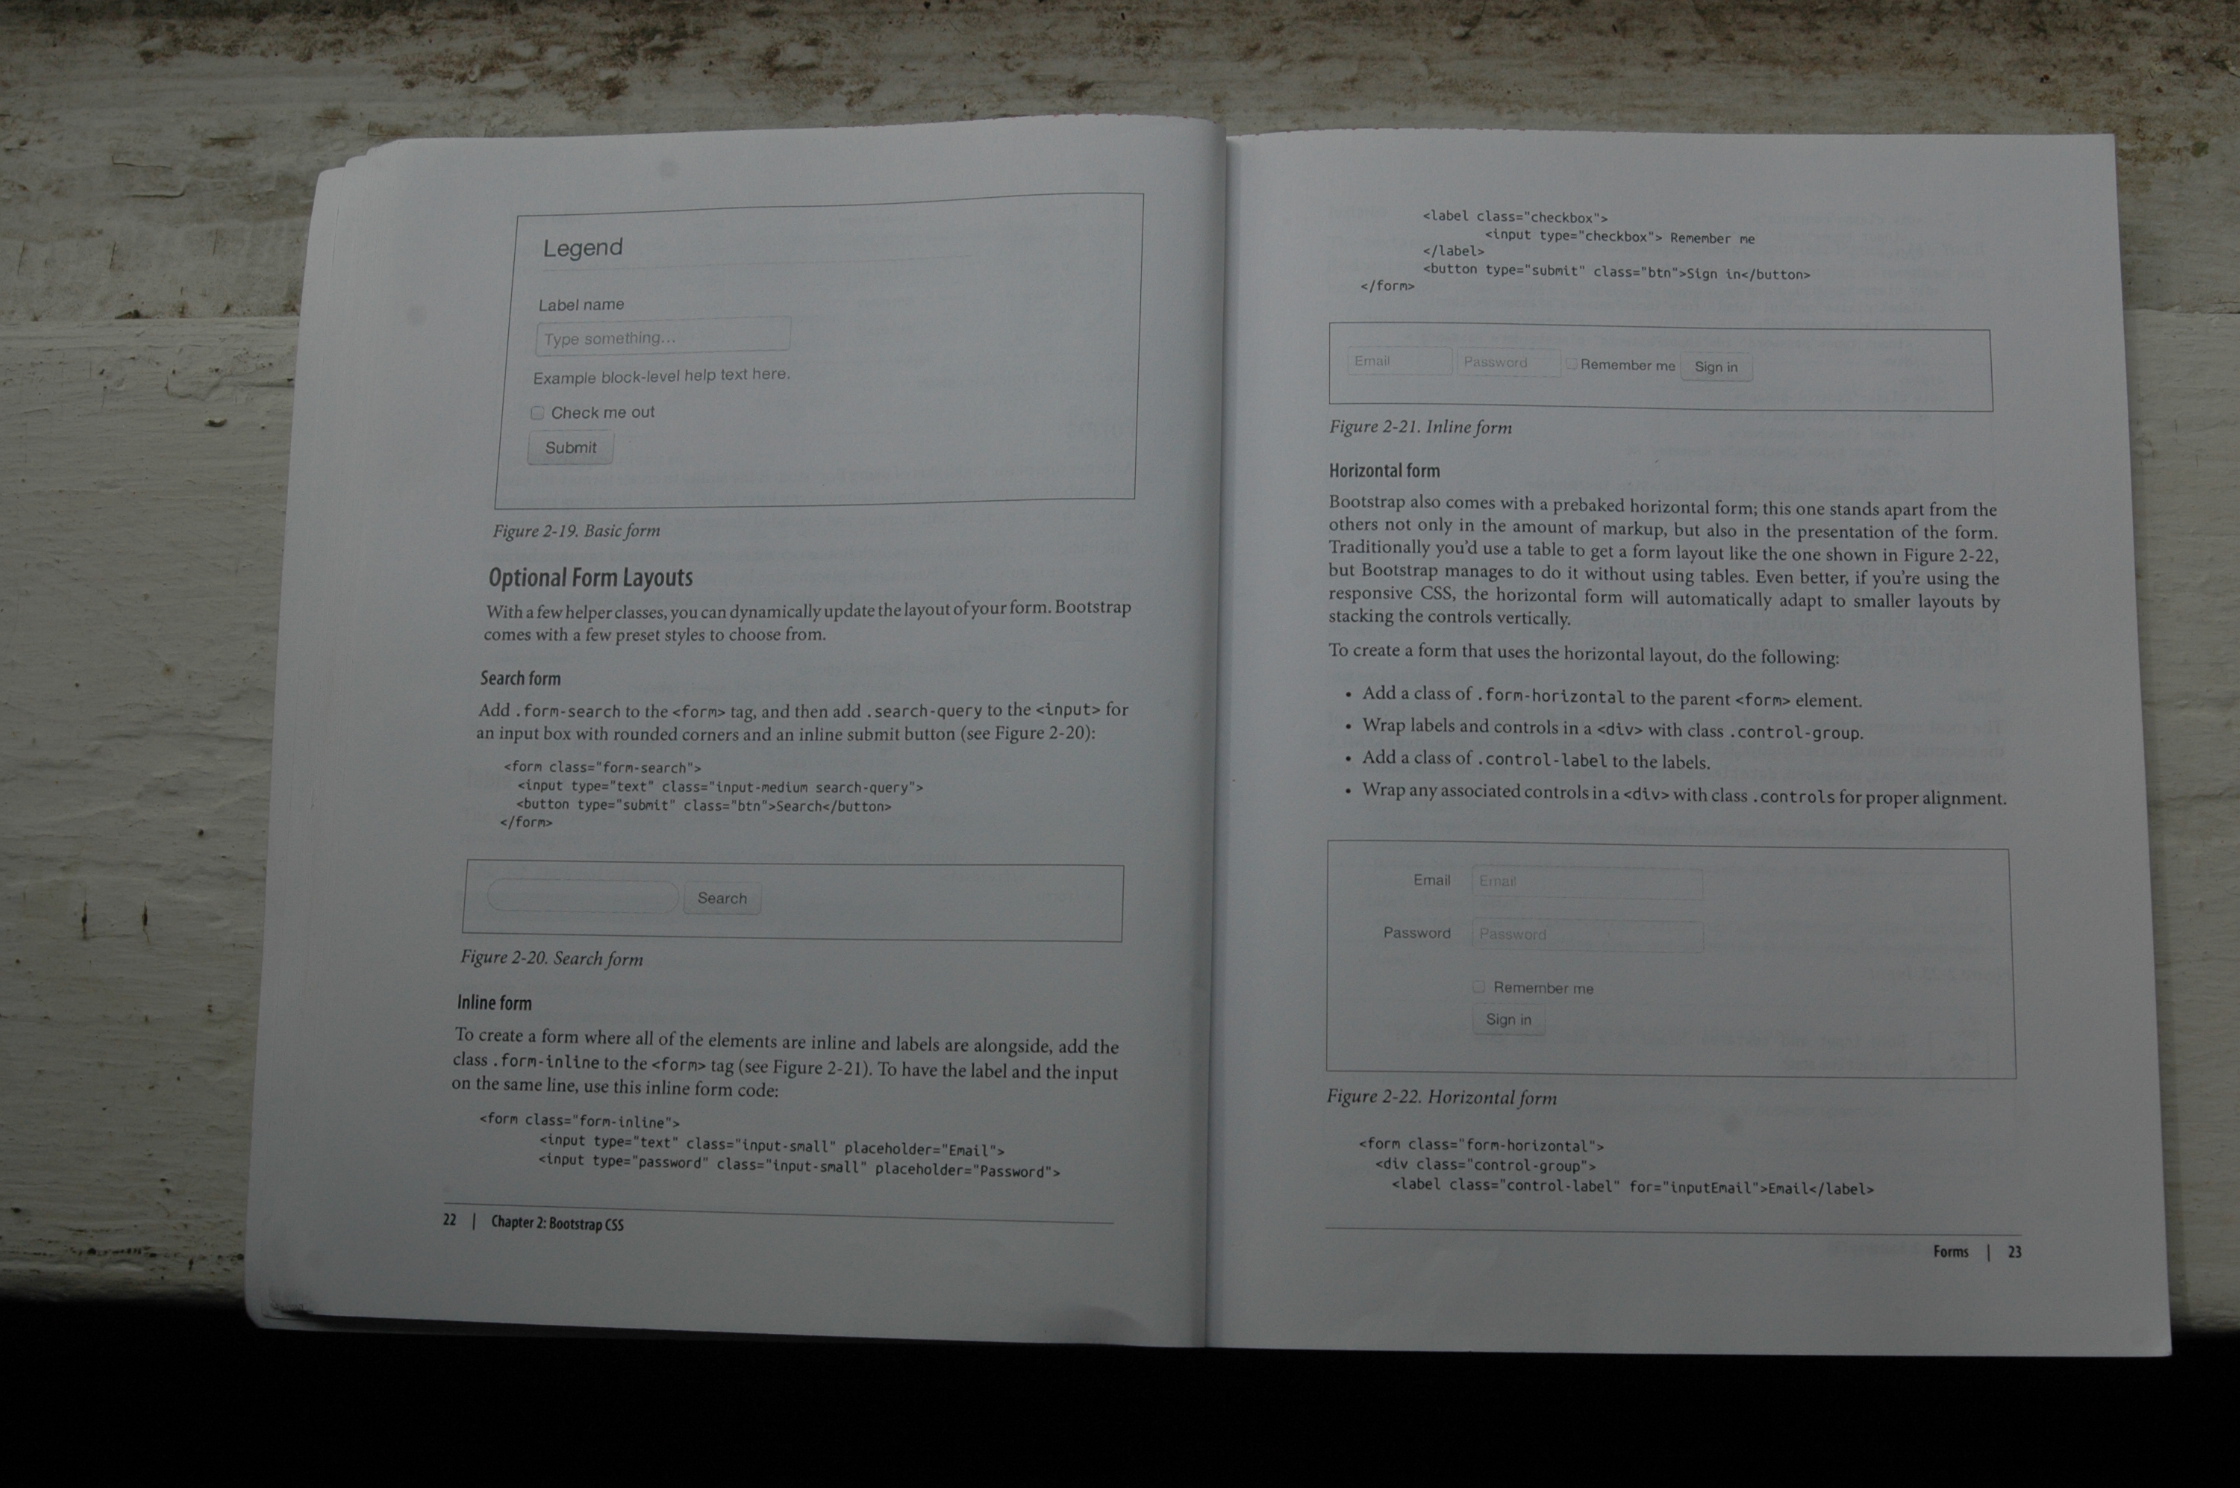 Legend
Label name
Type something...
Example block-level help text here.
Check me out
Submit
Figure 2-19. Basic form
Optional Form Layouts
With a few helper classes, you can dynamically update the layout of your form. Bootstrap
comes with a few preset styles to choose from.
Search form
Add .form-search to the <form> tag, and then add .search-query to the <input> for
an input box with rounded corners and an inline submit button (see Figure 2-20):
<form class="form-search">
<input type="text" class="input-medium search-query">
<button type="submit" class="btn">Search</button>
</form>
Search
Figure 2-20. Search form
Inline form
To create a form where all of the elements are inline and labels are alongside, add the
class .form-inline to the <form> tag (see Figure 2-21). To have the label and the input
on the same line, use this inline form code:
<form class="form-inline">
<input type="text" class="input-small" placeholder="Email">
<input type="password" class="input-small" placeholder="Password">
22 | Chapter 2: Bootstrap CSS
<label class="checkbox">
<input type="checkbox"> Remember me
</label>
<button type="submit" class="btn">Sign in</button>
</form>
Email Password Remember me Sign in
Figure 2-21. Inline form
Horizontal form
Bootstrap also comes with a prebaked horizontal form; this one stands apart from the
others not only in the amount of markup, but also in the presentation of the form.
Traditionally you'd use a table to get a form layout like the one shown in Figure 2-22,
but Bootstrap manages to do it without using tables. Even better, if you're using the
responsive CSS, the horizontal form will automatically adapt to smaller layouts by
stacking the controls vertically.
To create a form that uses the horizontal layout, do the following:
• Add a class of .form-horizontal to the parent <form> element.
• Wrap labels and controls in a <div> with class .control-group.
• Add a class of .control-label to the labels.
• Wrap any associated controls in a <div> with class .controls for proper alignment.
Email Email
Password Password
Remember me
Sign in
Figure 2-22. Horizontal form
<form class="form-horizontal">
<div class="control-group">
<label class="control-label" for="inputEmail">Email</label>
Forms | 23